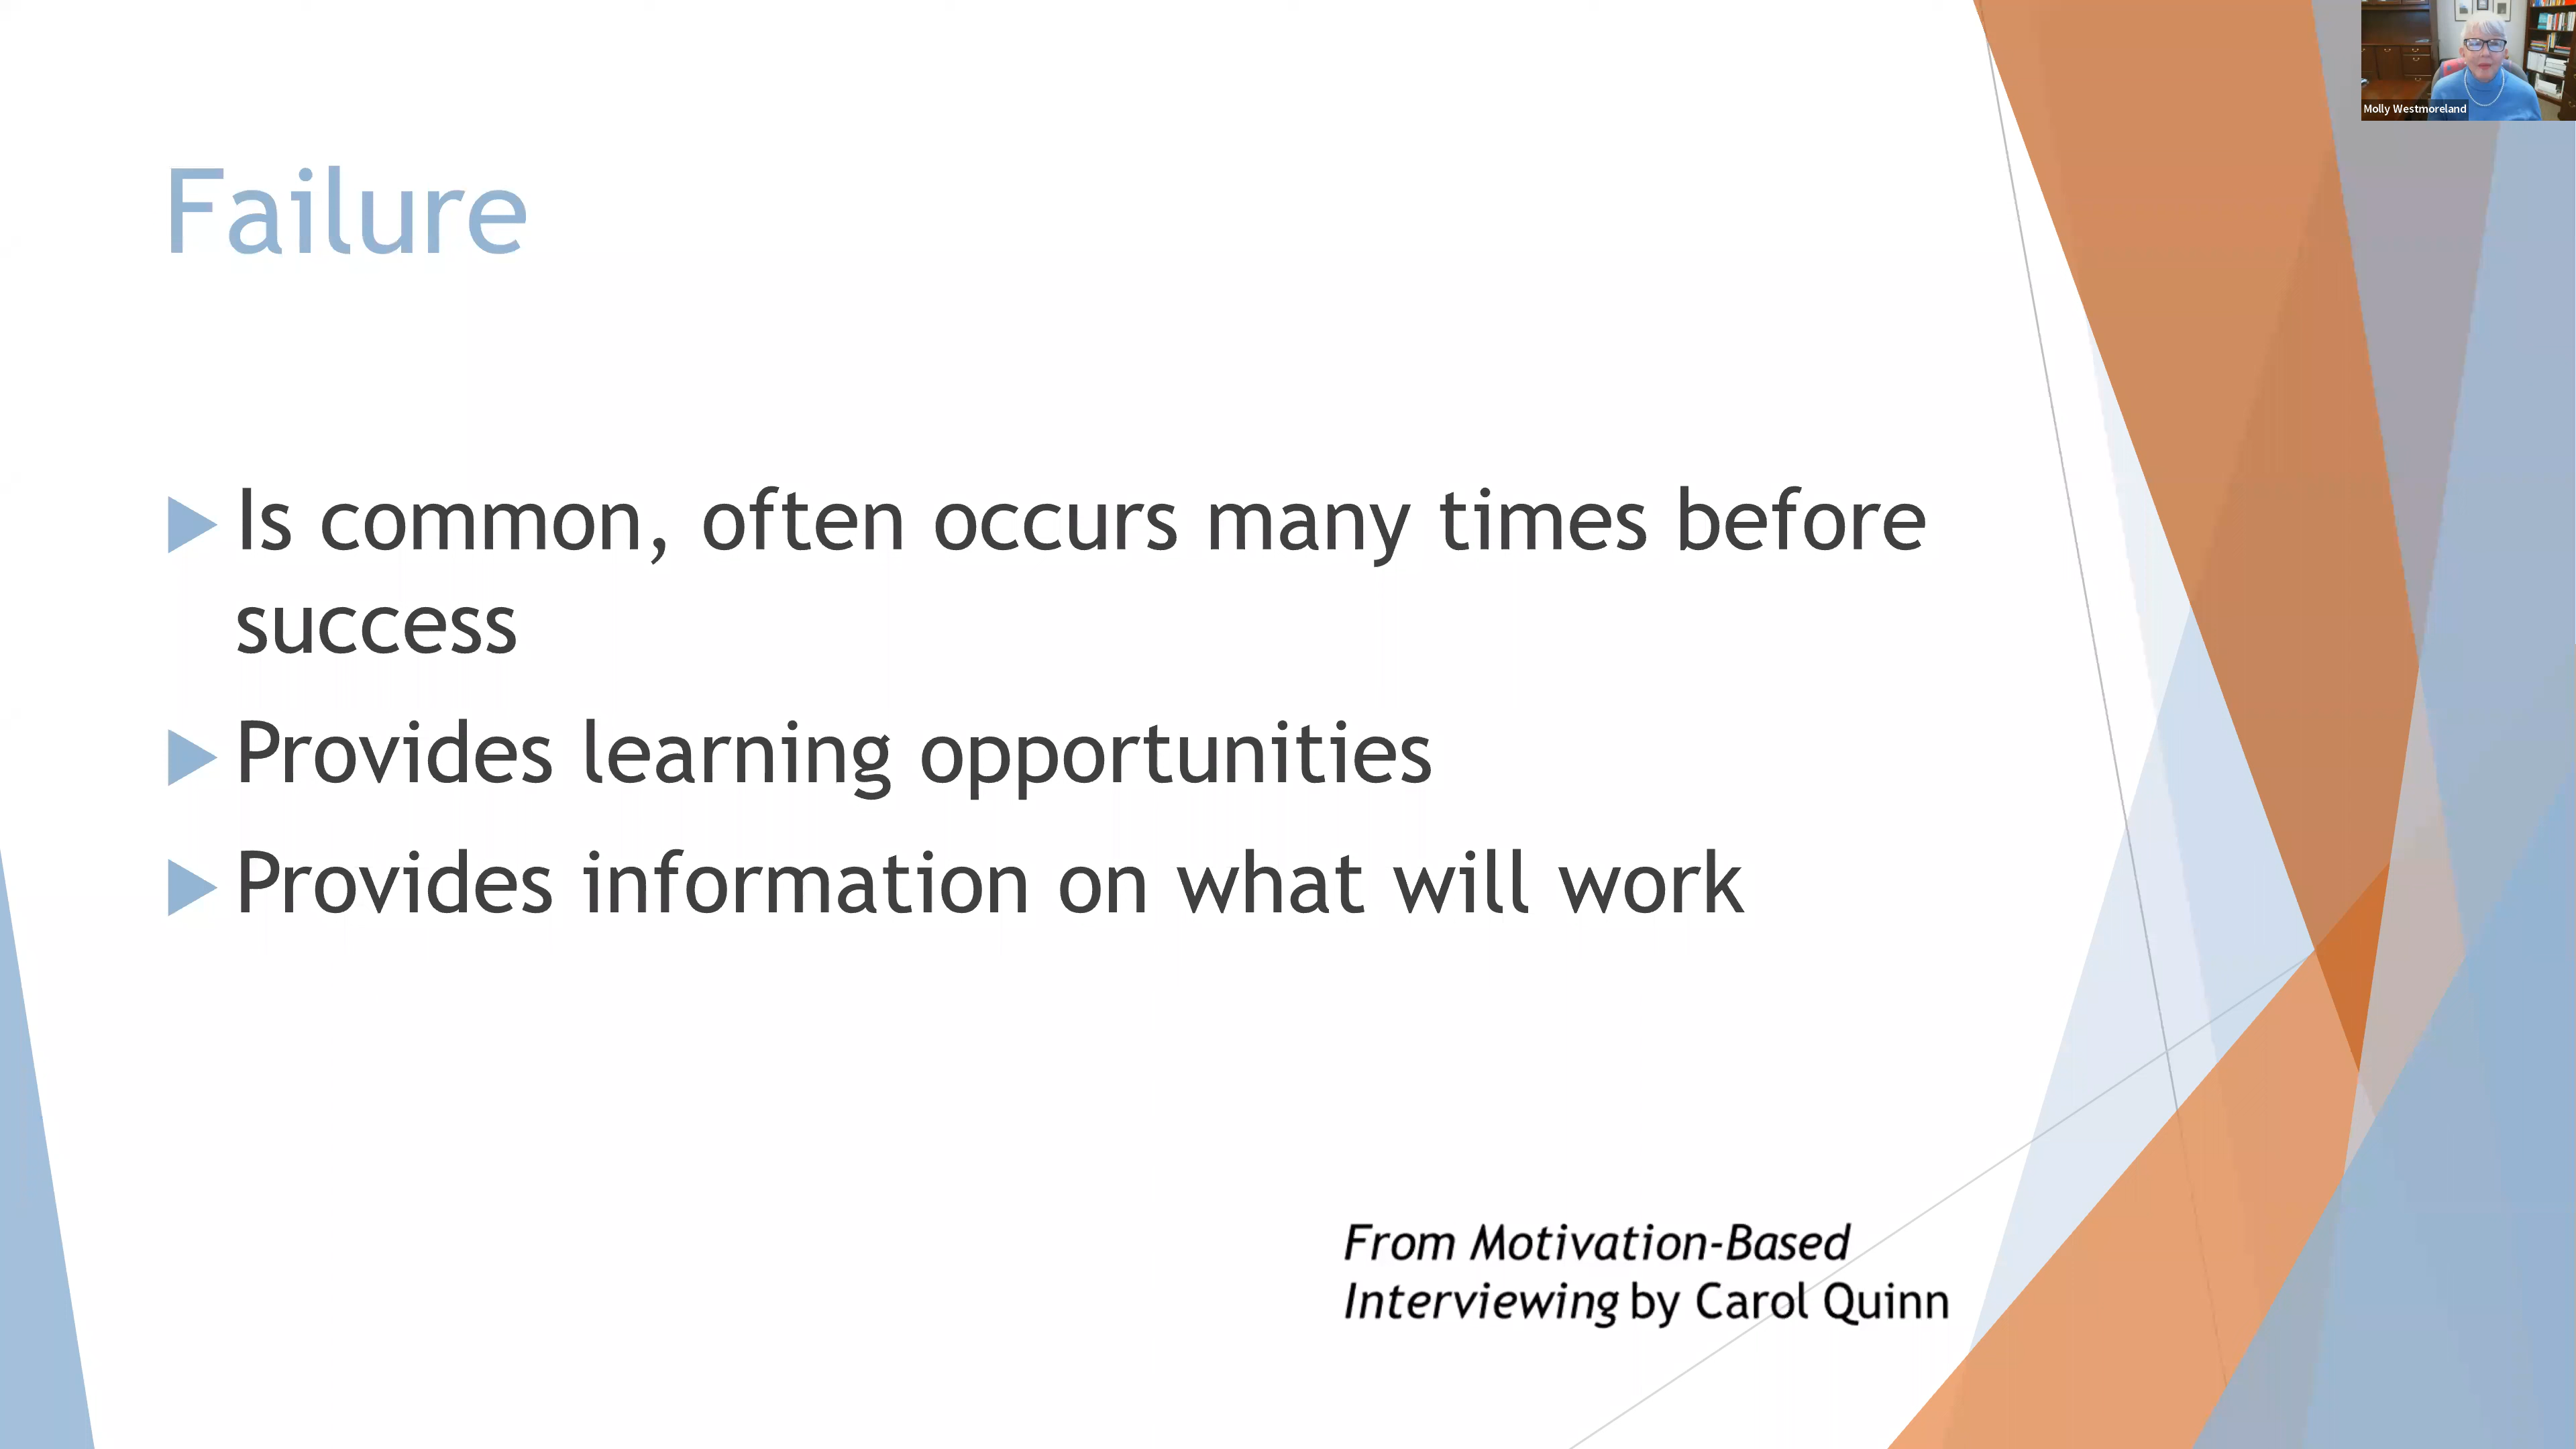 Molly Westmoreland
Failure
Is common, often occurs many times before
success
Provides learning opportunities
Provides information on what will work
From Motivation-Based
Interviewing by Carol Quinn